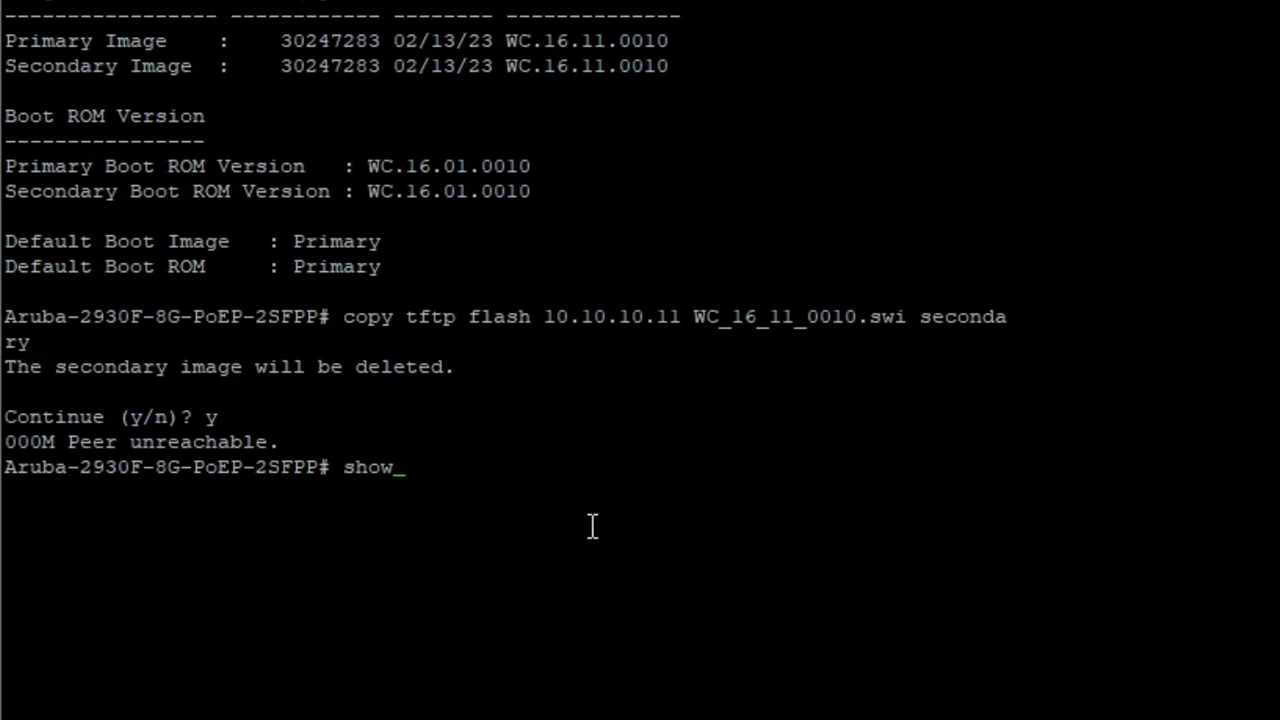 ---------------- ------------ -------- --------------
Primary Image    :    30247283 02/13/23 WC.16.11.0010
Secondary Image  :    30247283 02/13/23 WC.16.11.0010
Boot ROM Version
----------------
Primary Boot ROM Version   : WC.16.01.0010
Secondary Boot ROM Version : WC.16.01.0010
Default Boot Image   : Primary
Default Boot ROM     : Primary
Aruba-2930F-8G-PoEP-2SFPP# copy tftp flash 10.10.10.11 WC_16_11_0010.swi seconda
ry
The secondary image will be deleted.
Continue (y/n)? y
000M Peer unreachable.
Aruba-2930F-8G-PoEP-2SFPP# show_